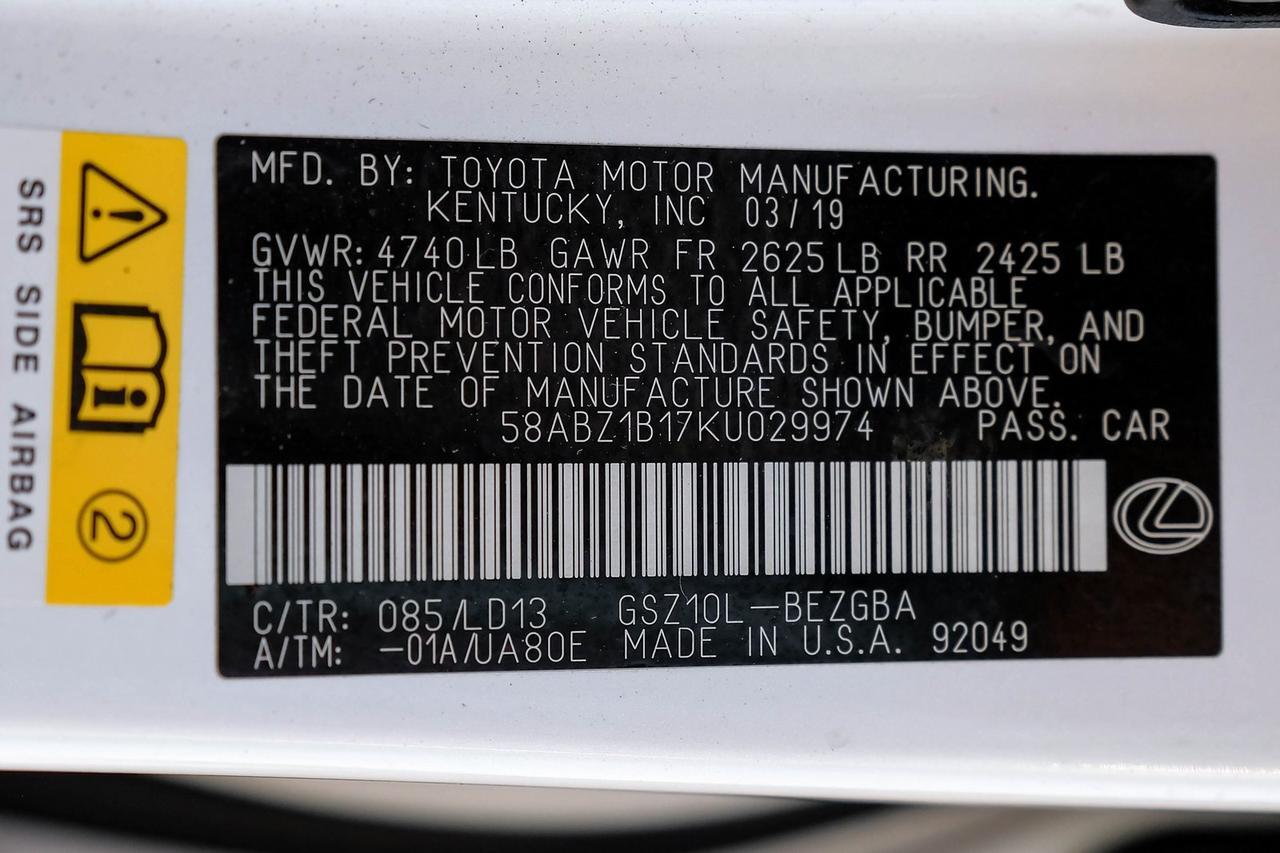 MFD. BY: TOYOTA MOTOR MANUFACTURING.
KENTUCKY, INC 03/19
GVWR: 4740LB GAWR FR 2625LB RR 2425 LB
THIS VEHICLE CONFORMS TO ALL APPLICABLE
FEDERAL MOTOR VEHICLE SAFETY, BUMPER, AND
THEFT PREVENTION STANDARDS IN EFFECT ON
THE DATE OF MANUFACTURE SHOWN ABOVE.
58ABZ1B17KU029974 PASS. CAR
C/TR: 085/LD13 GSZ10L-BEZGBA
A/TM: -01A/UA80E MADE IN U.S.A. 92049
SRS SIDE AIRBAG
2